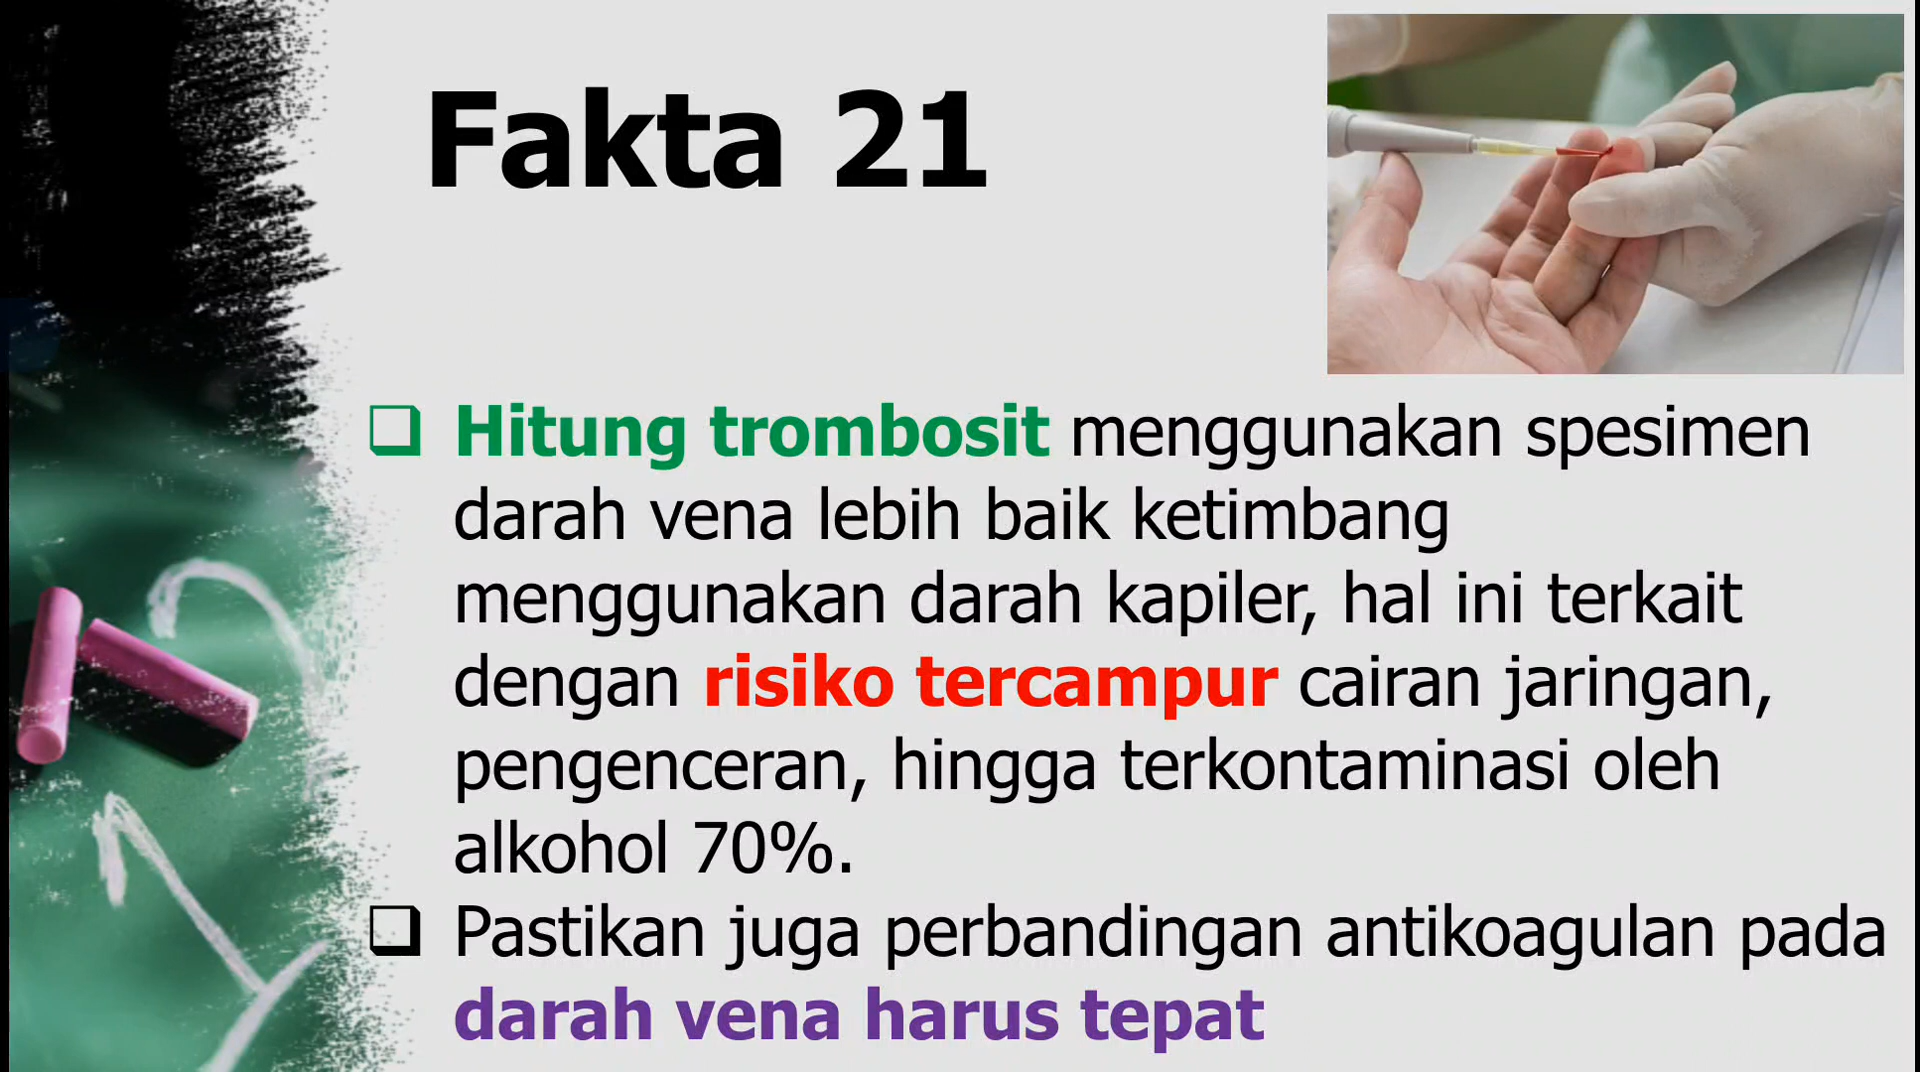 Fakta 21
❑ Hitung trombosit menggunakan spesimen
darah vena lebih baik ketimbang
menggunakan darah kapiler, hal ini terkait
dengan risiko tercampur cairan jaringan,
pengenceran, hingga terkontaminasi oleh
alkohol 70%.
❑ Pastikan juga perbandingan antikoagulan pada
darah vena harus tepat